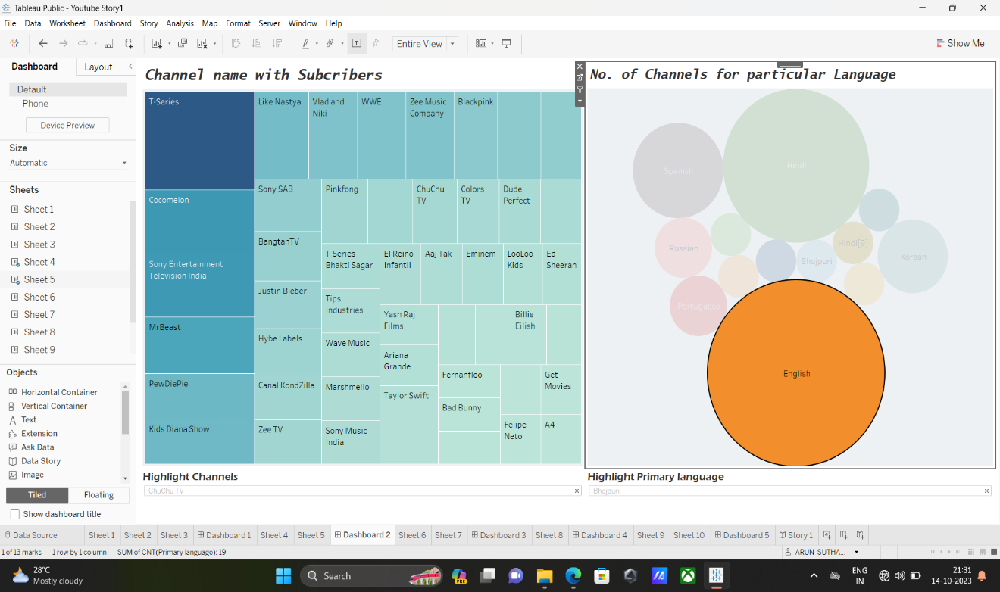 Tableau Public - Youtube Story1
File Data Worksheet Dashboard Story Analysis Map Format Server Window Help
Entire View
Show Me
Dashboard
Layout
Default
Phone
Device Preview
Size
Automatic
Sheets
Sheet 1
Sheet 2
Sheet 3
Sheet 4
Sheet 5
Sheet 6
Sheet 7
Sheet 8
Sheet 9
Objects
Horizontal Container
Vertical Container
Text
Extension
Ask Data
Data Story
Image
Tiled
Floating
Show dashboard title
Channel name with Subcribers
T-Series
Cocomelon
Sony Entertainment
Television India
MrBeast
PewDiePie
Kids Diana Show
Like Nastya
Vlad and
Niki
WWE
Zee Music
Company
Blackpink
Sony SAB
BangtanTV
Justin Bieber
Hybe Labels
Canal KondZilla
Zee TV
Pinkfong
ChuChu
TV
Colors
TV
Dude
Perfect
T-Series
Bhakti Sagar
Tips
Industries
Wave Music
Marshmello
Sony Music
India
El Reino
Infantil
Aaj Tak
Eminem
LooLoo
Kids
Ed
Sheeran
Yash Raj
Films
Ariana
Grande
Taylor Swift
Billie
Eilish
Fernanfloo
Bad Bunny
Get
Movies
Felipe
Neto
A4
No. of Channels for particular Language
Spanish
Hindi
Russian
Hindi[9]
Bhojpuri
Korean
Portuguese
English
Highlight Channels
ChuChu TV
Highlight Primary language
Bhojpuri
Data Source
Sheet 1
Sheet 2
Sheet 3
Dashboard 1
Sheet 4
Sheet 5
Dashboard 2
Sheet 6
Sheet 7
Dashboard 3
Sheet 8
Dashboard 4
Sheet 9
Sheet 10
Dashboard 5
Story 1
1 of 13 marks 1 row by 1 column SUM of CNT(Primary language): 19
ARUN SUTHA...
28°C
Mostly cloudy
Search
PRE
ENG
IN
21:31
14-10-2023